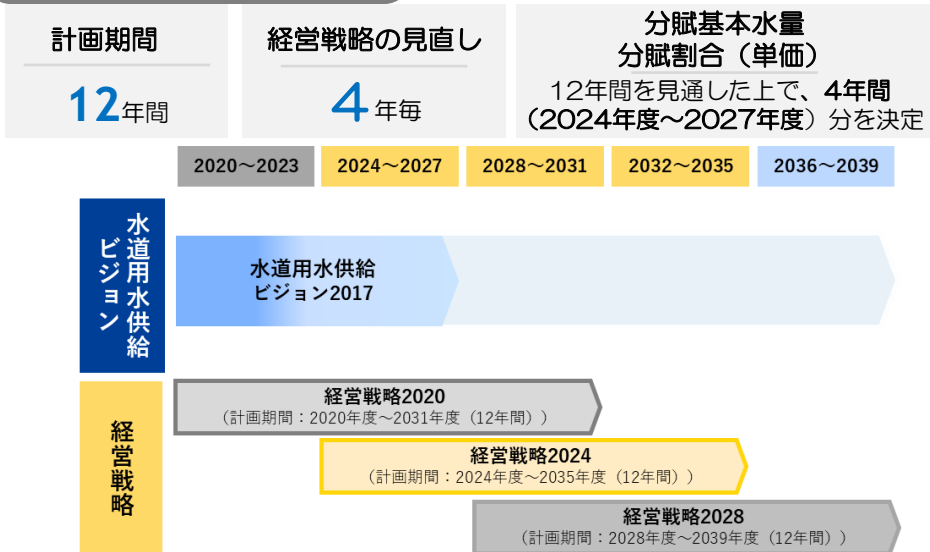 計画期間
12年間
経営戦略の見直し
4年毎
分賦基本水量
分賦割合（単価）
12年間を見通した上で、4年間
（2024年度～2027年度）分を決定
2020～2023
2024～2027
2028～2031
2032～2035
2036～2039
水道用水供給
ビジョン
水道用水供給
ビジョン2017
経営戦略
経営戦略2020
（計画期間：2020年度～2031年度（12年間））
経営戦略2024
（計画期間：2024年度～2035年度（12年間））
経営戦略2028
（計画期間：2028年度～2039年度（12年間））